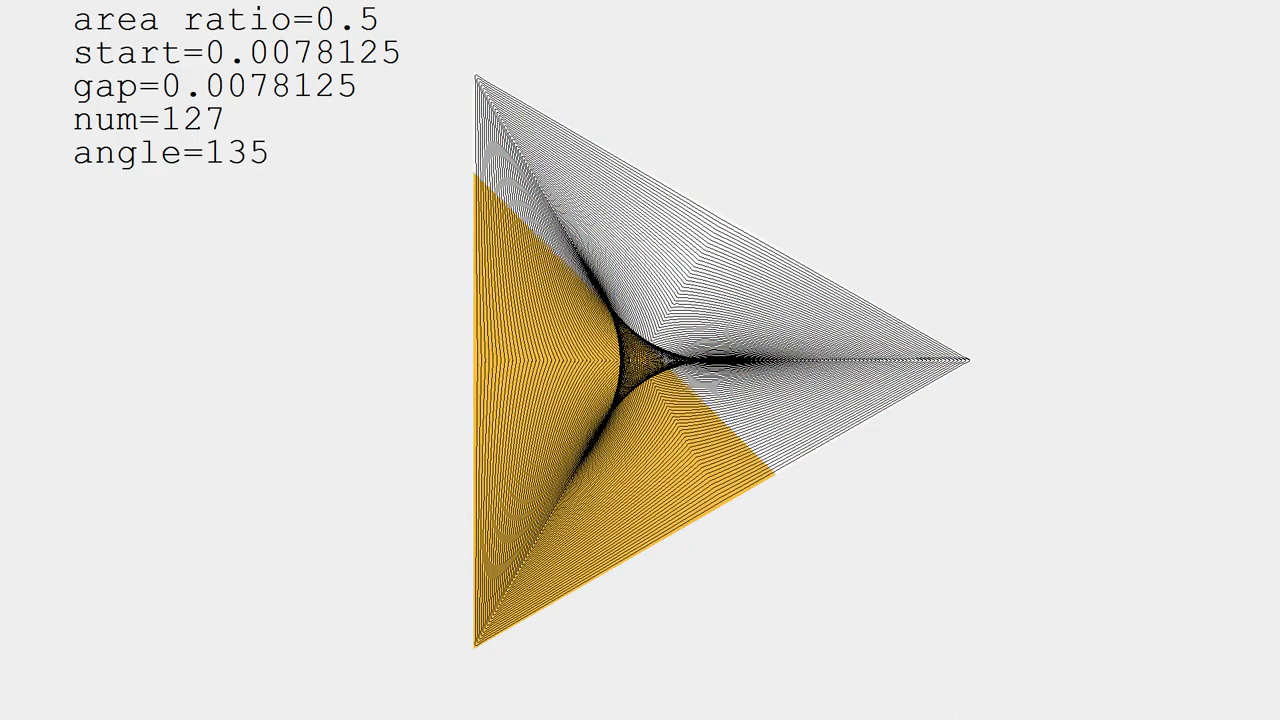 area ratio=0.5
start=0.0078125
gap=0.0078125
num=127
angle=135